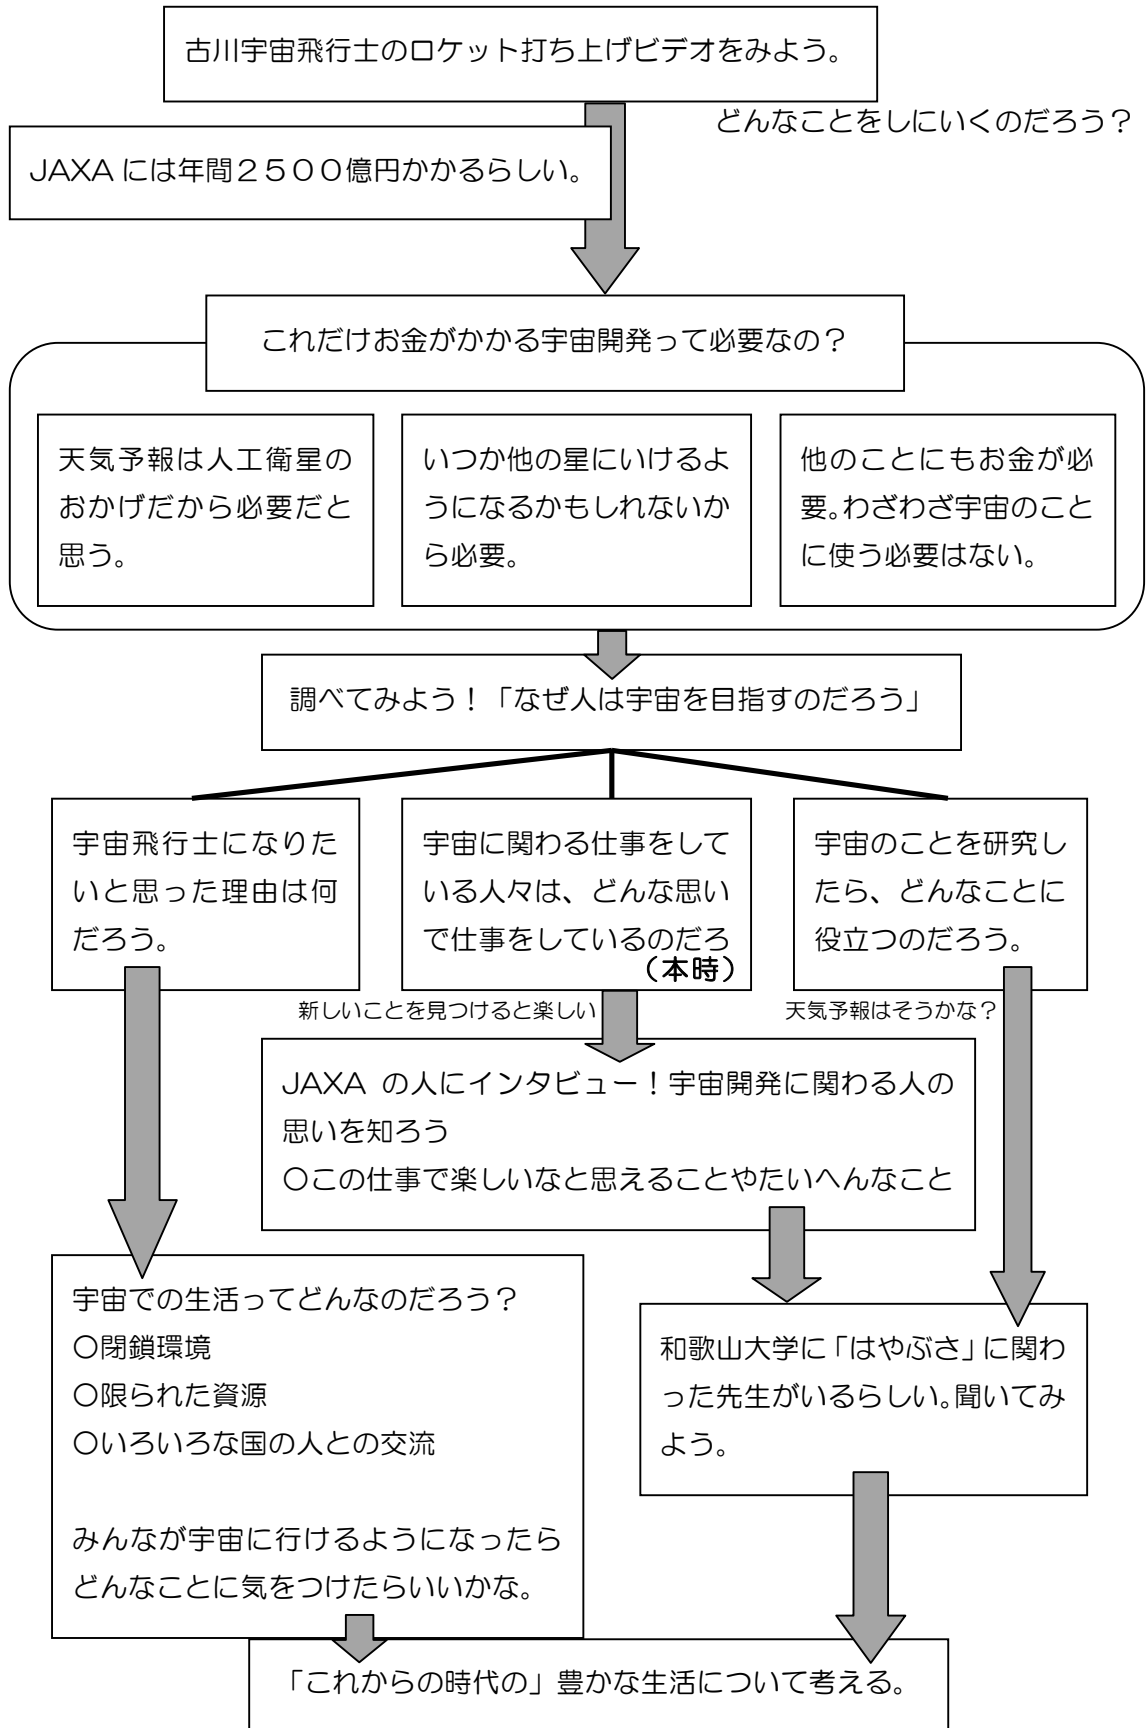 古川宇宙飛行士のロケット打ち上げビデオをみよう。
どんなことをしにいくのだろう？
JAXAには年間２５００億円かかるらしい。
これだけお金がかかる宇宙開発って必要なの？
天気予報は人工衛星の
おかげだから必要だと
思う。
いつか他の星にいけるよ
うになるかもしれないか
ら必要。
他のことにもお金が必
要。わざわざ宇宙のこと
に使う必要はない。
調べてみよう！「なぜ人は宇宙を目指すのだろう」
宇宙飛行士になりた
いと思った理由は何
だろう。
宇宙に関わる仕事をして
いる人々は、どんな思い
で仕事をしているのだろ
（本時）
宇宙のことを研究し
たら、どんなことに
役立つのだろう。
新しいことを見つけると楽しい
天気予報はそうかな？
JAXA の人にインタビュー！宇宙開発に関わる人の
思いを知ろう
○この仕事で楽しいなと思えることやたいへんなこと
宇宙での生活ってどんなのだろう？
○閉鎖環境
○限られた資源
○いろいろな国の人との交流
みんなが宇宙に行けるようになったら
どんなことに気をつけたらいいかな。
和歌山大学に「はやぶさ」に関わ
った先生がいるらしい。聞いてみ
よう。
「これからの時代の」豊かな生活について考える。